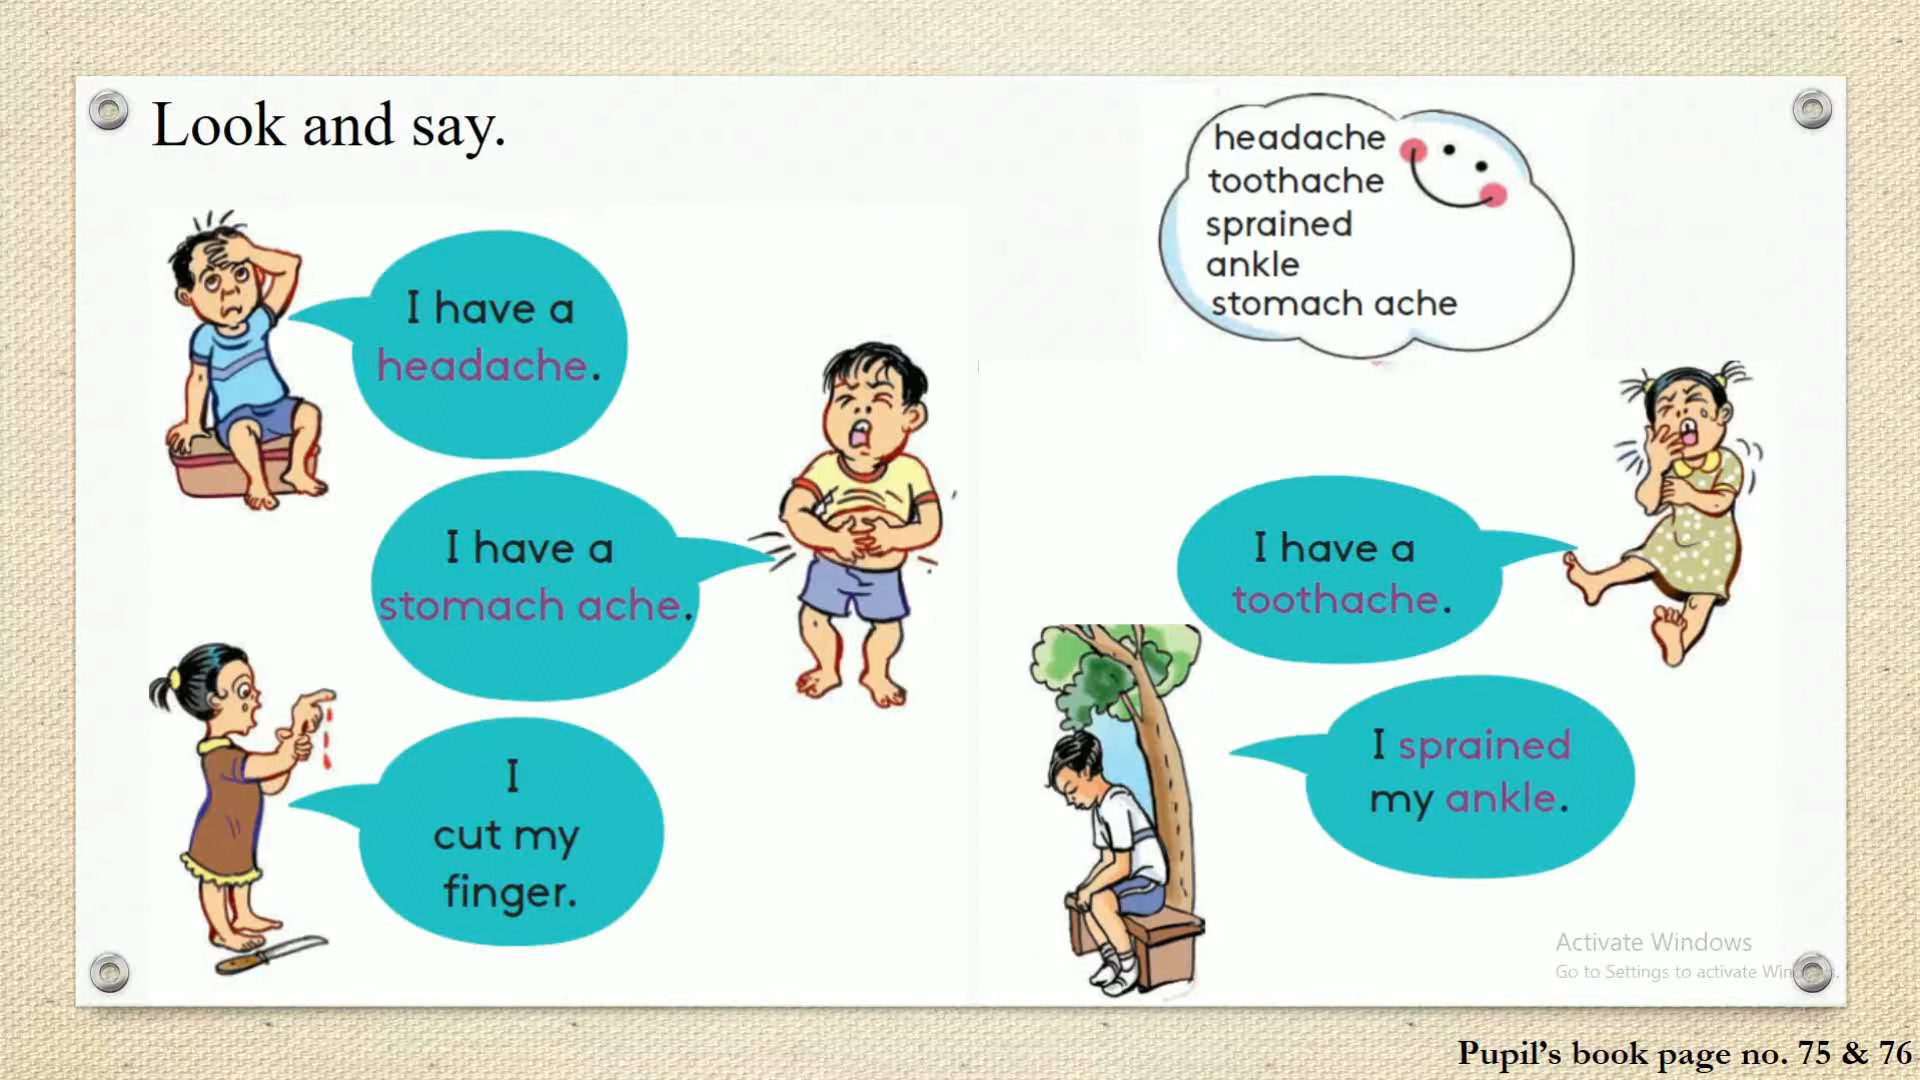 Look and say.
headache
toothache
sprained
ankle
stomach ache
I have a
headache.
I have a
stomach ache.
I
cut my
finger.
I have a
toothache.
I sprained
my ankle.
Activate Windows
Go to Settings to activate
Pupil's book page no. 75 & 76